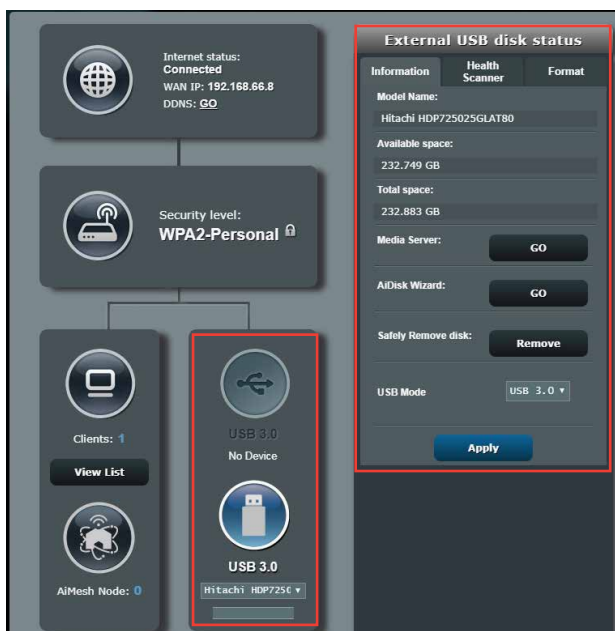 Internet status:
Connected
WAN IP: 192.168.66.8
DDNS: GO
Security level:
WPA2-Personal
Clients: 1
View List
AiMesh Node: 0
USB 3.0
No Device
USB 3.0
Hitachi HDP725C
External USB disk status
Information
Health
Scanner
Format
Model Name:
Hitachi HDP725025GLAT80
Available space:
232.749 GB
Total space:
232.883 GB
Media Server:
GO
AiDisk Wizard:
GO
Safely Remove disk:
Remove
USB Mode
USB 3.0
Apply